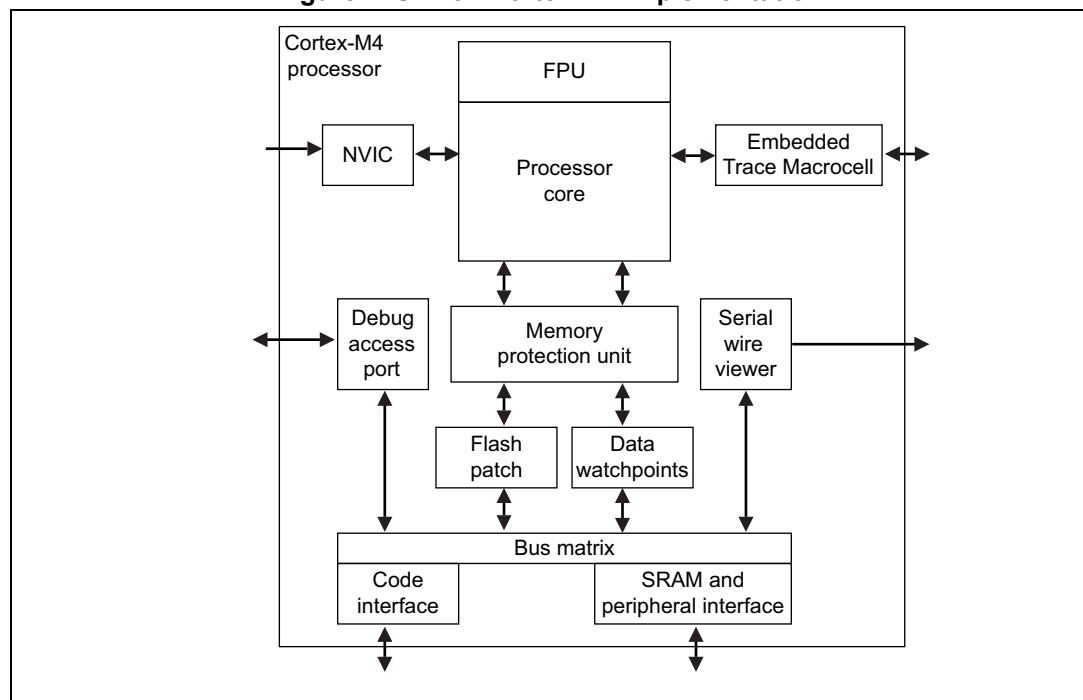 Cortex-M4
processor
FPU
NVIC
Processor
core
Embedded
Trace Macrocell
Debug
access
port
Memory
protection unit
Serial
wire
viewer
Flash
patch
Data
watchpoints
Bus matrix
Code
interface
SRAM and
peripheral interface